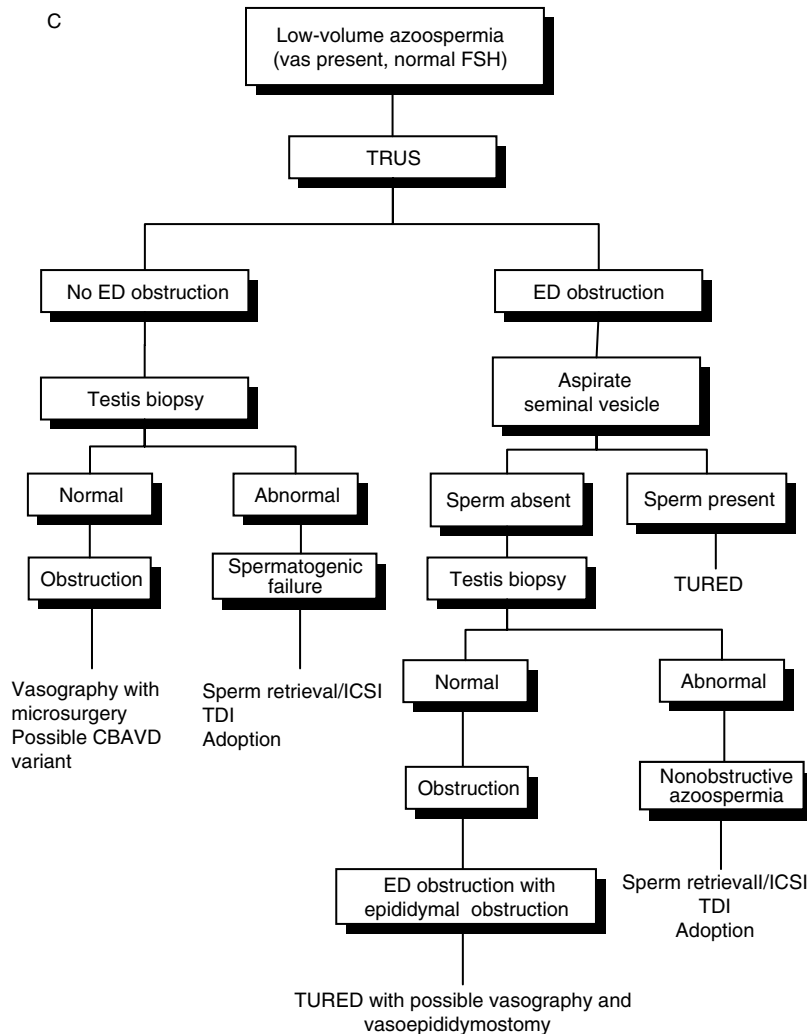 C
Low-volume azoospermia
(vas present, normal FSH)
TRUS
No ED obstruction
ED obstruction
Testis biopsy
Aspirate
seminal vesicle
Normal
Abnormal
Sperm absent
Sperm present
Obstruction
Spermatogenic
failure
Testis biopsy
TURED
Vasography with
microsurgery
Possible CBAVD
variant
Sperm retrieval/ICSI
TDI
Adoption
Normal
Abnormal
Obstruction
Nonobstructive
azoospermia
ED obstruction with
epididymal obstruction
Sperm retrievall/ICSI
TDI
Adoption
TURED with possible vasography and
vasoepididymostomy